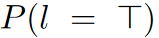 P(l = ⊤)